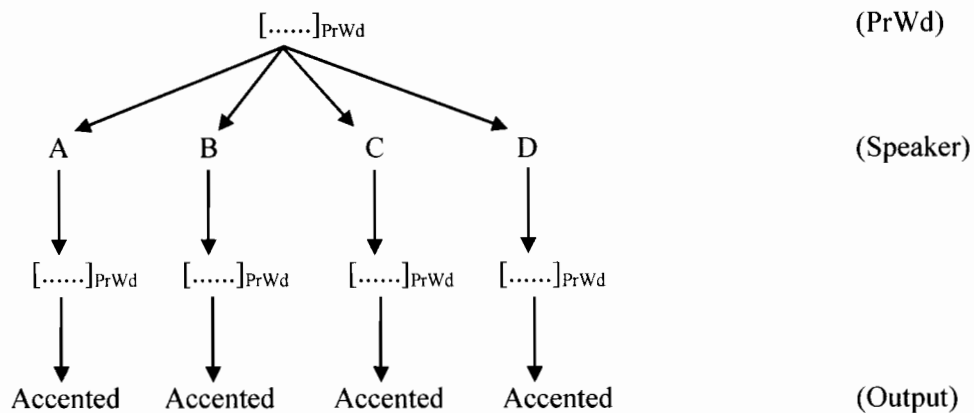 [......]PrWd (PrWd)
A B C D (Speaker)
[......]PrWd [......]PrWd [......]PrWd [......]PrWd
Accented Accented Accented Accented (Output)